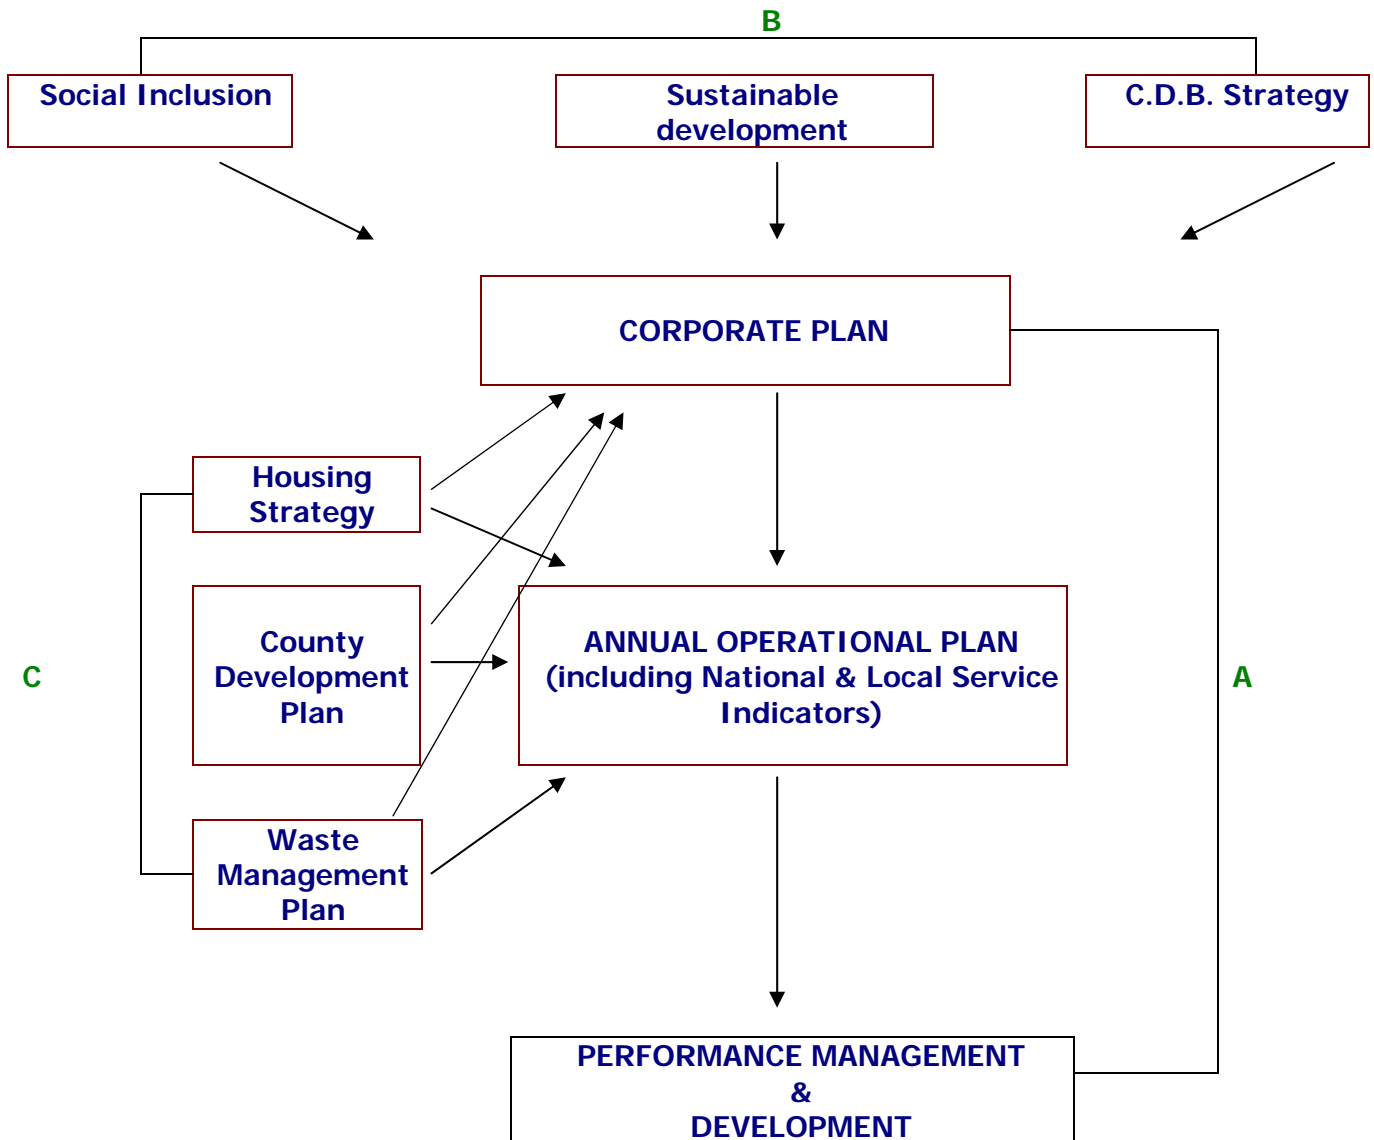 B
Social Inclusion
Sustainable
development
C.D.B. Strategy
CORPORATE PLAN
Housing
Strategy
County
Development
Plan
ANNUAL OPERATIONAL PLAN
(including National & Local Service
Indicators)
C
A
Waste
Management
Plan
PERFORMANCE MANAGEMENT
&
DEVELOPMENT